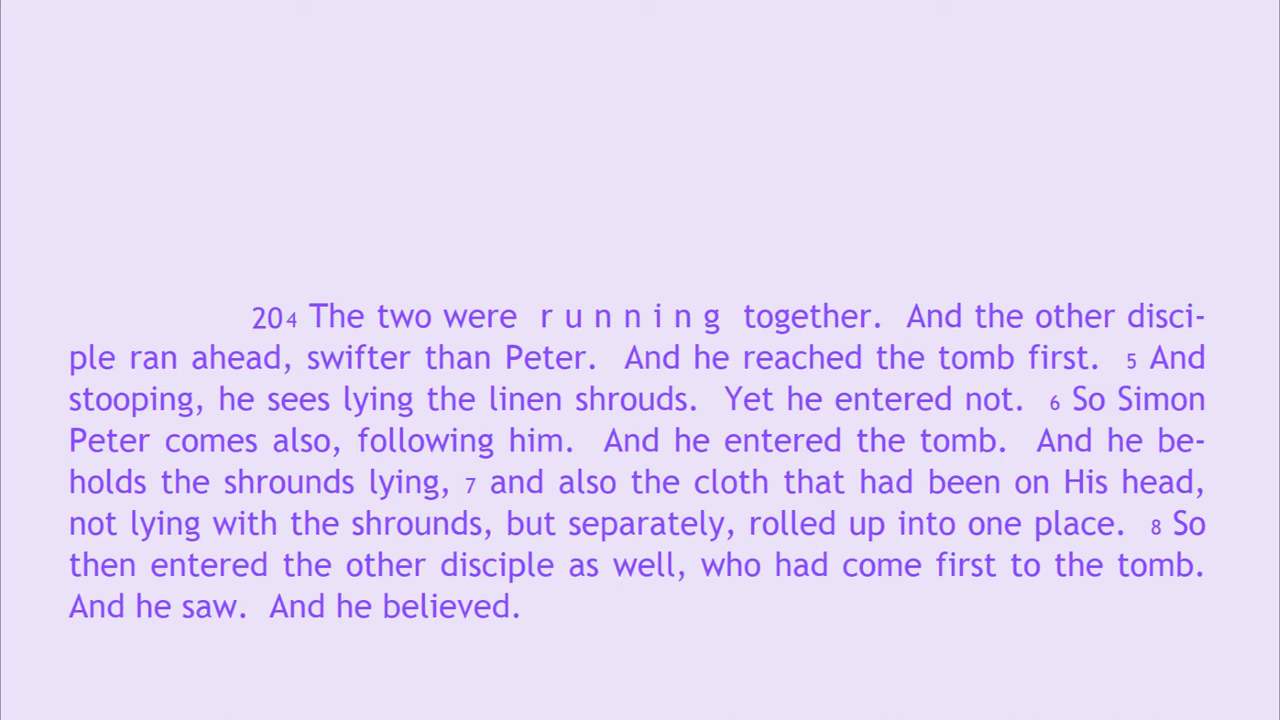 204 The two were r u n n i n g together. And the other disci-
ple ran ahead, swifter than Peter. And he reached the tomb first. 5 And
stooping, he sees lying the linen shrouds. Yet he entered not. 6 So Simon
Peter comes also, following him. And he entered the tomb. And he be-
holds the shrounds lying, 7 and also the cloth that had been on His head,
not lying with the shrounds, but separately, rolled up into one place. 8 So
then entered the other disciple as well, who had come first to the tomb.
And he saw. And he believed.